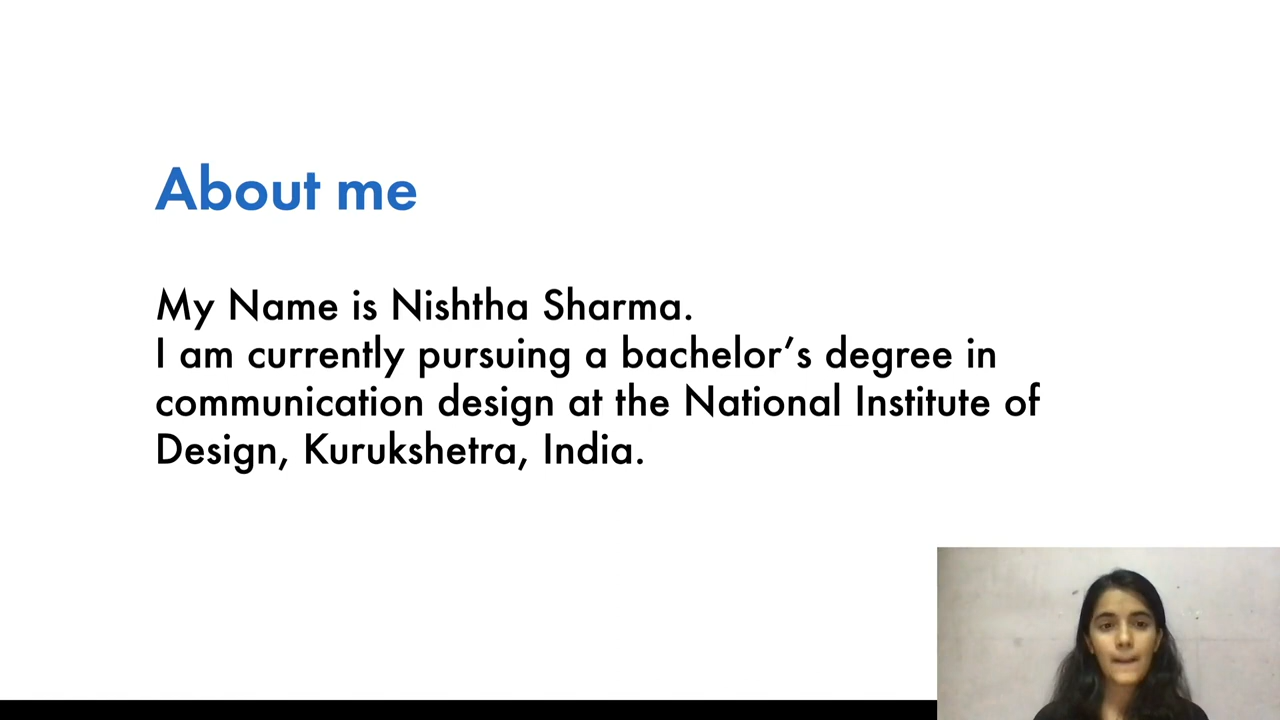 About me
My Name is Nishtha Sharma.
I am currently pursuing a bachelor’s degree in
communication design at the National Institute of
Design, Kurukshetra, India.